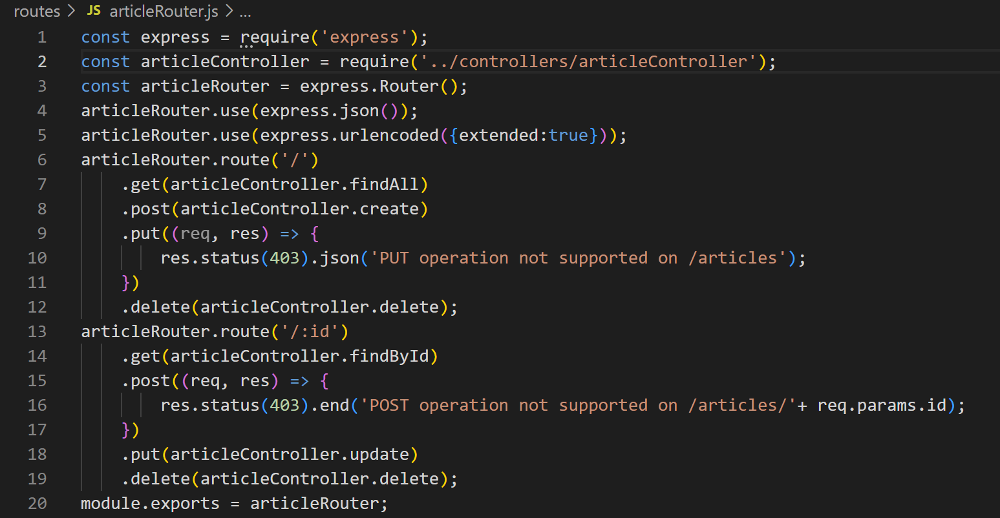 routes > JS articleRouter.js > ...
1 const express = require('express');
2 const articleController = require('../controllers/articleController');
3 const articleRouter = express.Router();
4 articleRouter.use(express.json());
5 articleRouter.use(express.urlencoded({extended:true}));
6 articleRouter.route('/')
7     .get(articleController.findAll)
8     .post(articleController.create)
9     .put((req, res) => {
10         res.status(403).json('PUT operation not supported on /articles');
11     })
12     .delete(articleController.delete);
13 articleRouter.route('/:id')
14     .get(articleController.findById)
15     .post((req, res) => {
16         res.status(403).end('POST operation not supported on /articles/'+ req.params.id);
17     })
18     .put(articleController.update)
19     .delete(articleController.delete);
20 module.exports = articleRouter;